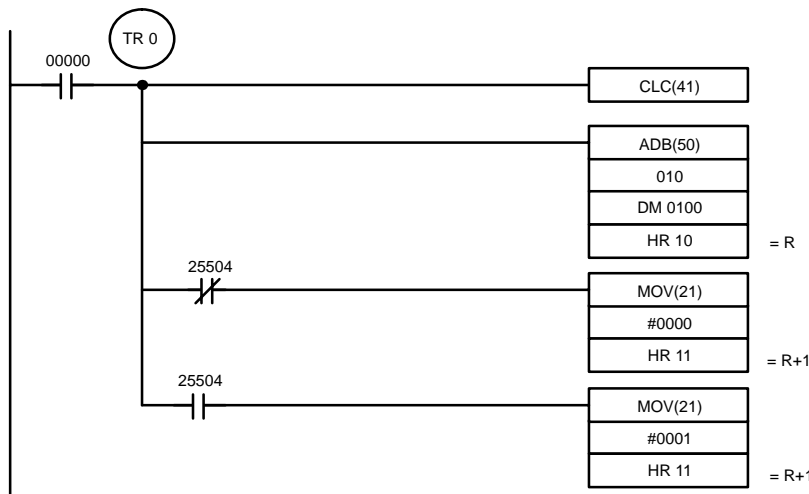 TR 0
00000
CLC(41)
ADB(50)
010
DM 0100
HR 10 = R
25504
MOV(21)
#0000
HR 11 = R+1
25504
MOV(21)
#0001
HR 11 = R+1